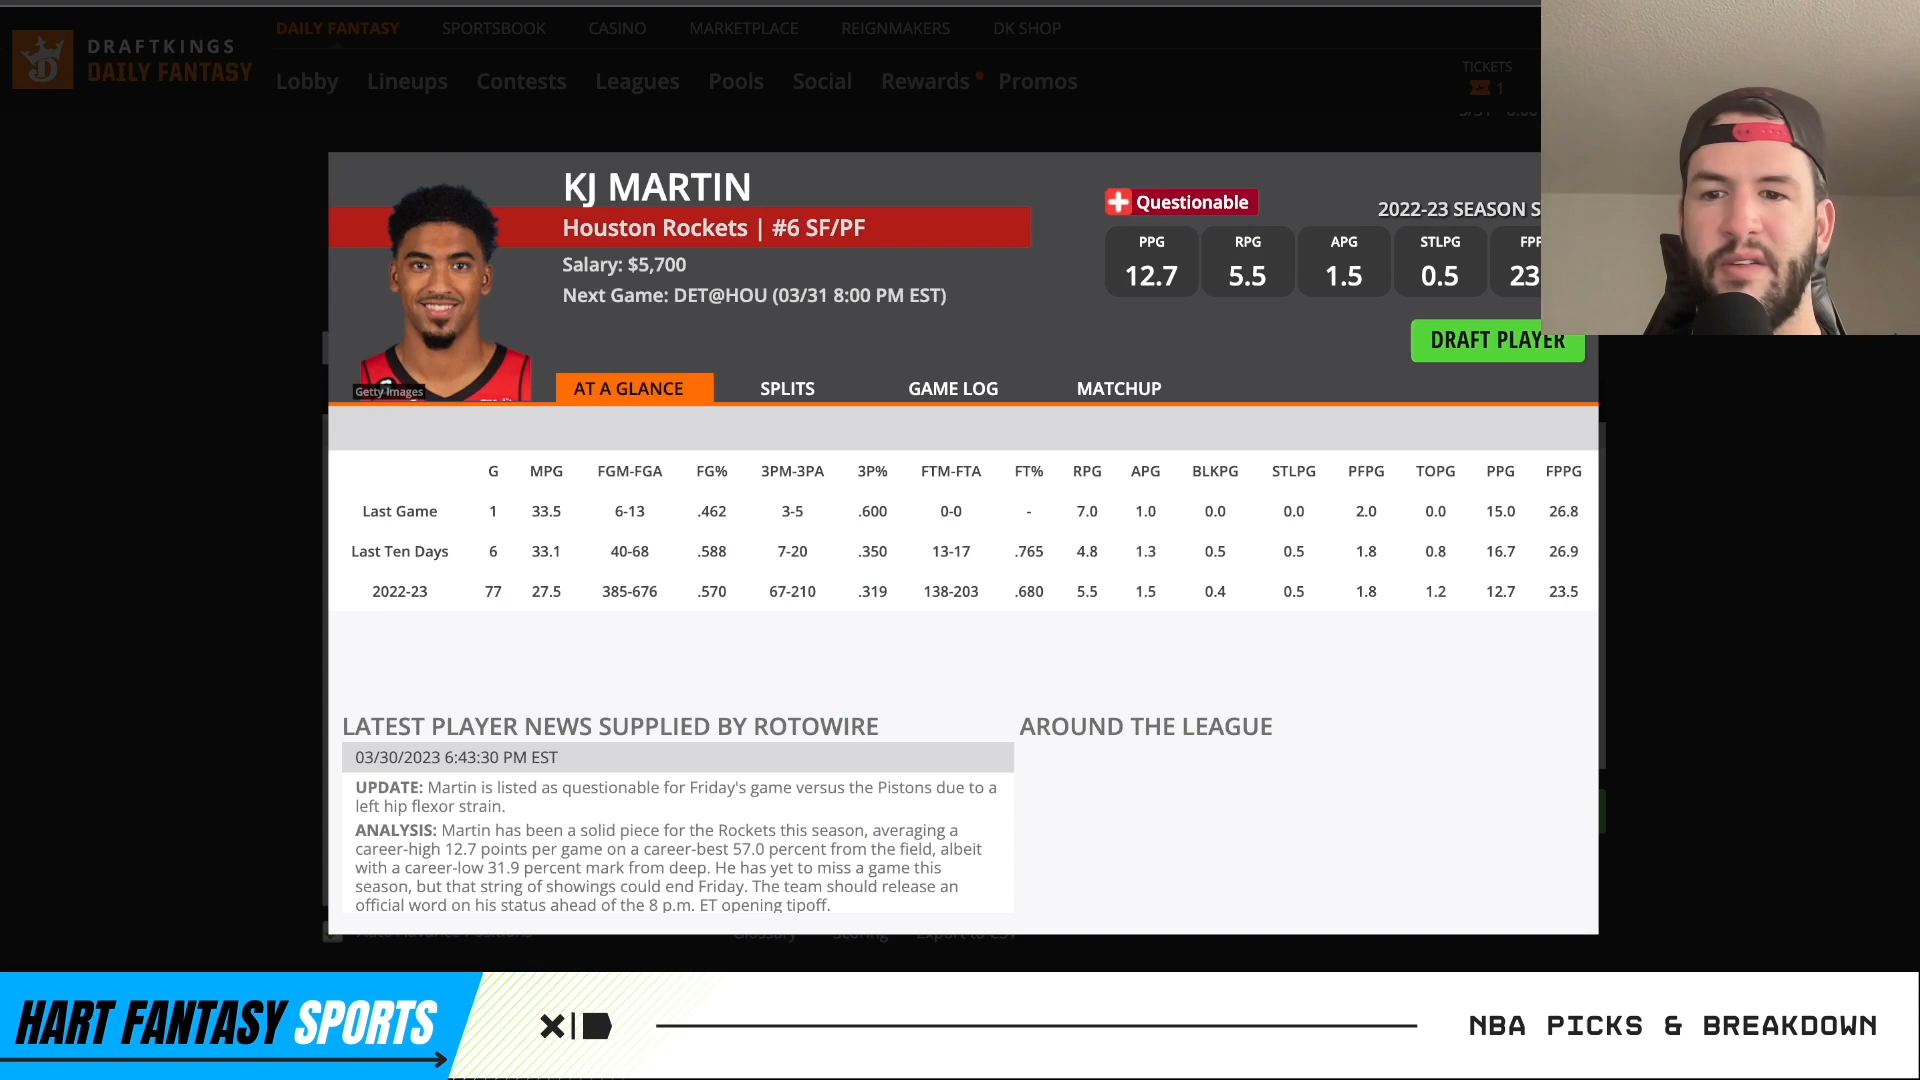 DAILY FANTASY SPORTSBOOK CASINO MARKETPLACE REIGNMAKERS DK SHOP
DRAFTKINGS
DAILY FANTASY
Lobby Lineups Contests Leagues Pools Social Rewards Promos
TICKETS
1
KJ MARTIN
Houston Rockets | #6 SF/PF
Salary: $5,700
Next Game: DET@HOU (03/31 8:00 PM EST)
Questionable
2022-23 SEASON S
PPG RPG APG STLPG FPP
12.7 5.5 1.5 0.5 23
DRAFT PLAYER
Getty Images
AT A GLANCE SPLITS GAME LOG MATCHUP
G MPG FGM-FGA FG% 3PM-3PA 3P% FTM-FTA FT% RPG APG BLKPG STLPG PFPG TOPG PPG FPPG
Last Game 1 33.5 6-13 .462 3-5 .600 0-0 - 7.0 1.0 0.0 0.0 2.0 0.0 15.0 26.8
Last Ten Days 6 33.1 40-68 .588 7-20 .350 13-17 .765 4.8 1.3 0.5 0.5 1.8 0.8 16.7 26.9
2022-23 77 27.5 385-676 .570 67-210 .319 138-203 .680 5.5 1.5 0.4 0.5 1.8 1.2 12.7 23.5
LATEST PLAYER NEWS SUPPLIED BY ROTOWIRE
AROUND THE LEAGUE
03/30/2023 6:43:30 PM EST
UPDATE: Martin is listed as questionable for Friday's game versus the Pistons due to a
left hip flexor strain.
ANALYSIS: Martin has been a solid piece for the Rockets this season, averaging a
career-high 12.7 points per game on a career-best 57.0 percent from the field, albeit
with a career-low 31.9 percent mark from deep. He has yet to miss a game this
season, but that string of showings could end Friday. The team should release an
official word on his status ahead of the 8 p.m. ET opening tipoff.
Glossary Scoring Export to CSV
HART FANTASY SPORTS
NBA PICKS & BREAKDOWN